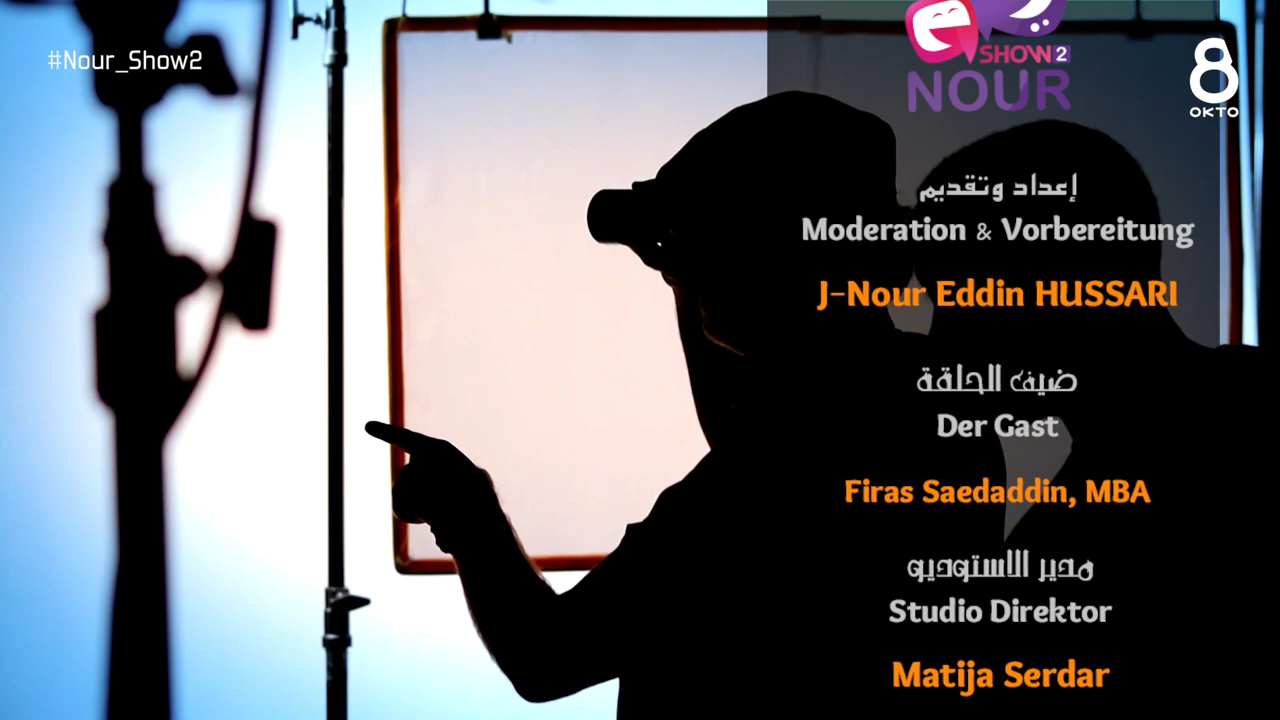 #Nour_Show2
SHOW 2
NOUR
8
OKTO
إعداد وتقديم
Moderation & Vorbereitung
J-Nour Eddin HUSSARI
ضيف الحلقة
Der Gast
Firas Saedaddin, MBA
مدير الاستوديو
Studio Direktor
Matija Serdar